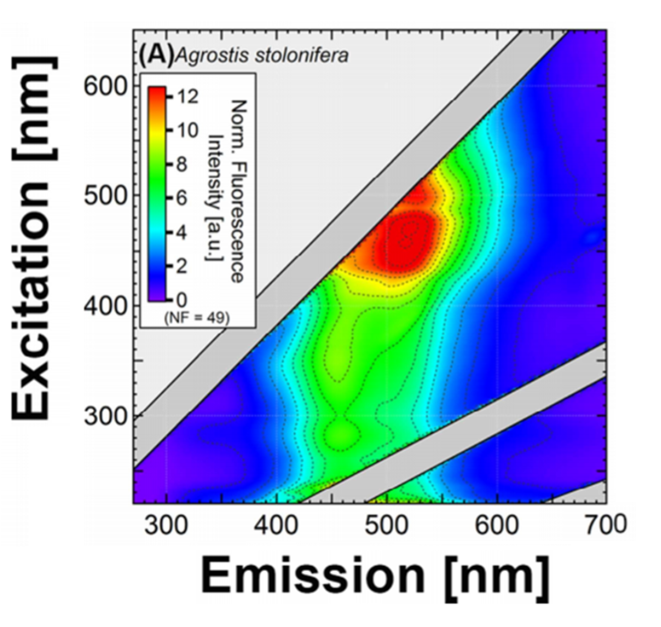 (A) Agrostis stolonifera
Norm. Fluorescence
Intensity [a.u.]
12
10
8
6
4
2
0
(NF = 49)
Excitation [nm]
600
500
400
300
300 400 500 600 700
Emission [nm]